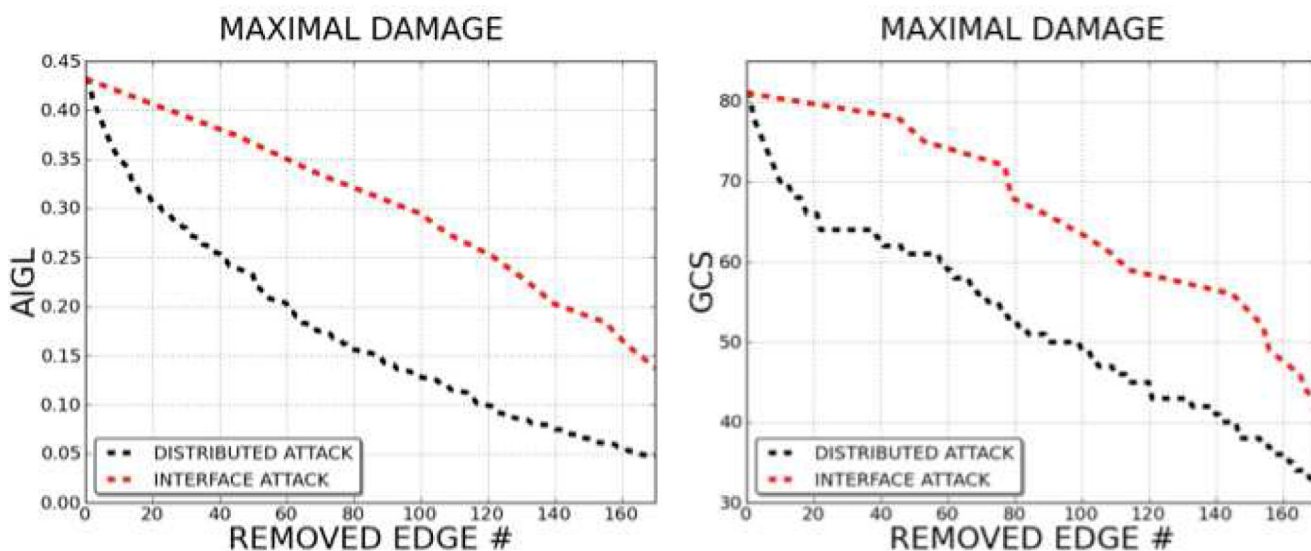 MAXIMAL DAMAGE
0.45
0.40
0.35
0.30
0.25
0.20
0.15
0.10
0.05
0.00
AIGL
DISTRIBUTED ATTACK
INTERFACE ATTACK
0 20 40 60 80 100 120 140 160
REMOVED EDGE #
MAXIMAL DAMAGE
80
70
60
50
40
30
GCS
DISTRIBUTED ATTACK
INTERFACE ATTACK
0 20 40 60 80 100 120 140 160
REMOVED EDGE #